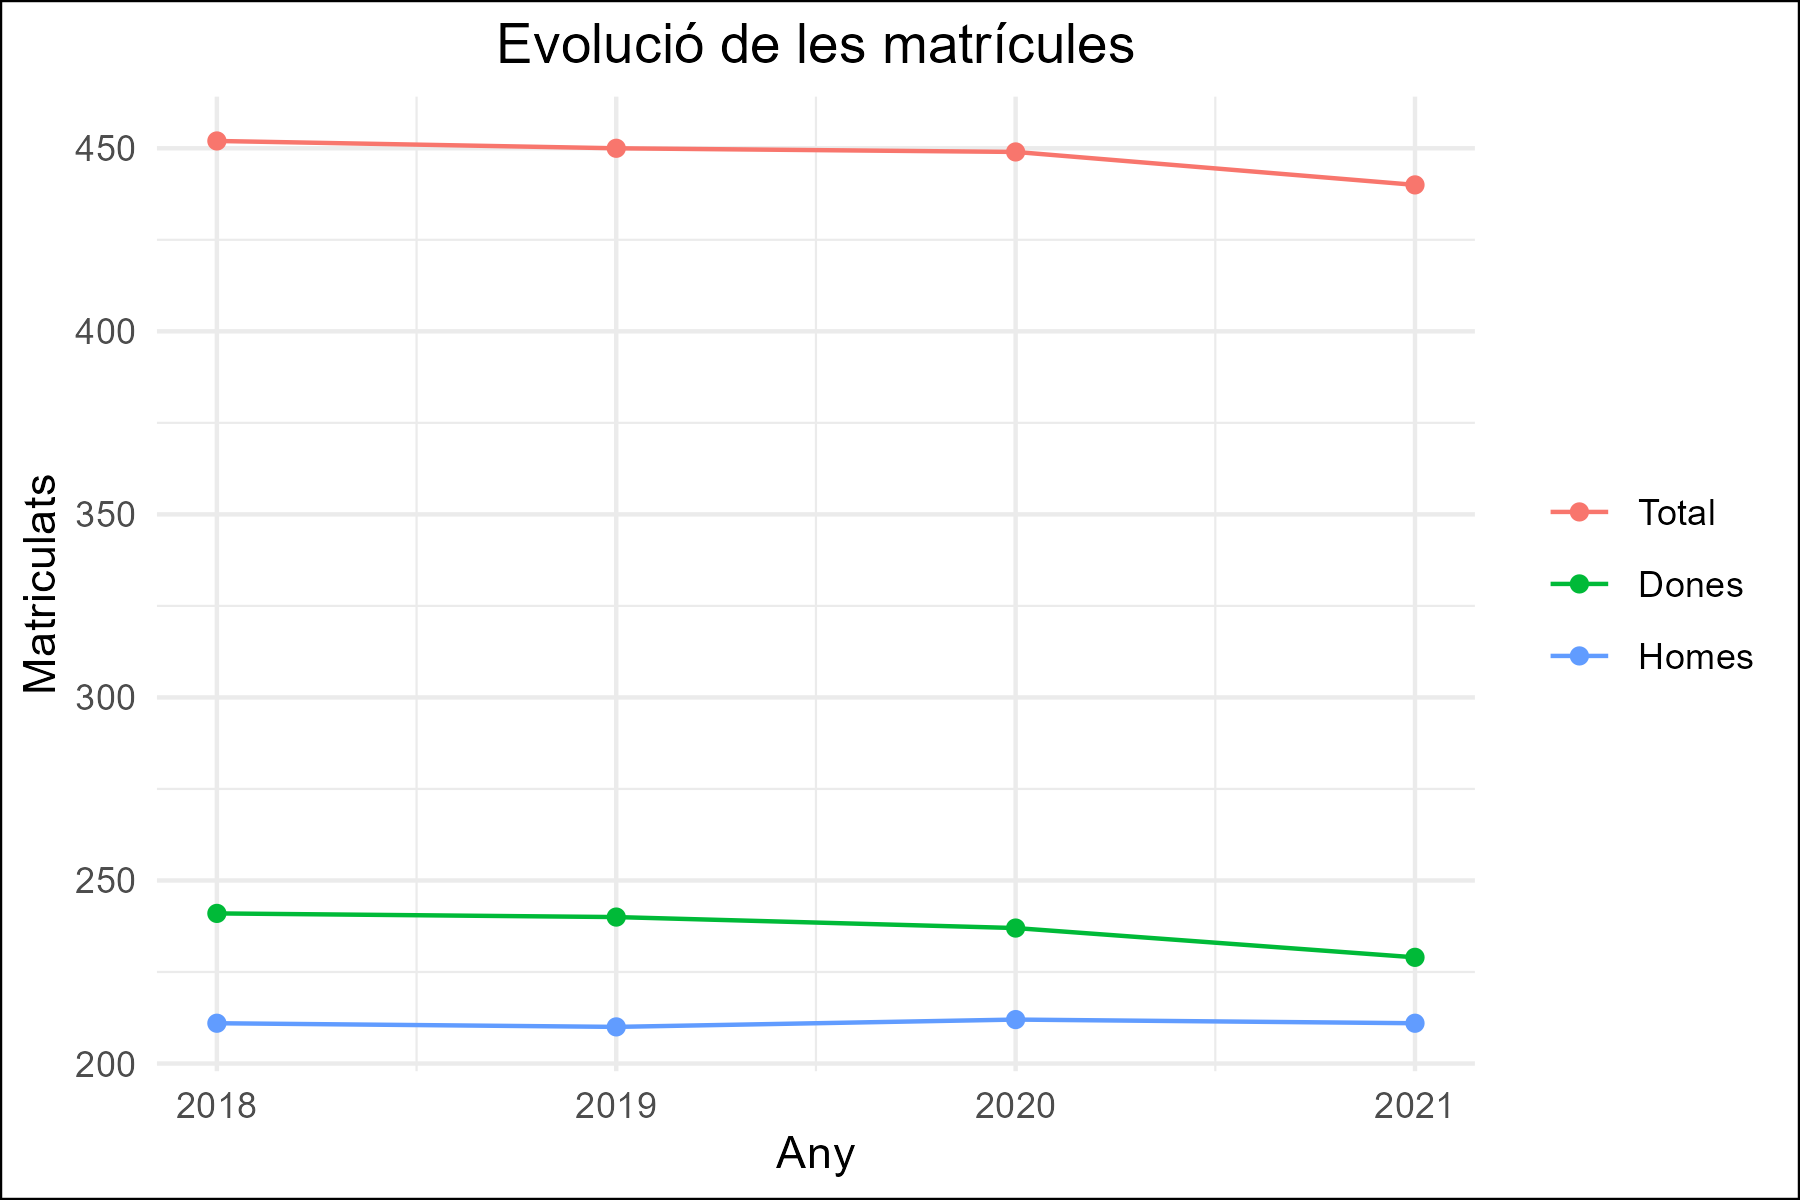 Evolució de les matrícules
Matriculats
450
400
350
300
250
200
2018 2019 2020 2021
Any
Total
Dones
Homes